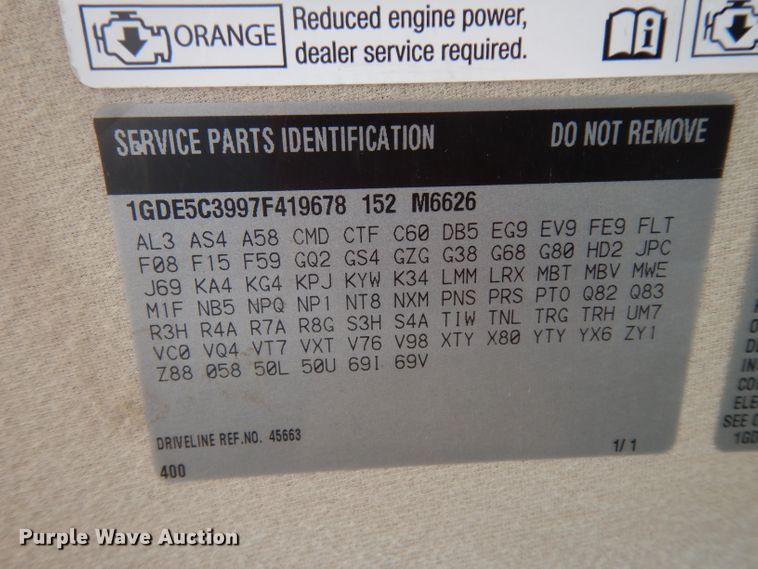 ORANGE
Reduced engine power,
dealer service required.
SERVICE PARTS IDENTIFICATION DO NOT REMOVE
1GDE5C3997F419678 152 M6626
AL3 AS4 A58 CMD CTF C60 DB5 EG9 EV9 FE9 FLT
F08 F15 F59 GQ2 GS4 GZG G38 G68 G80 HD2 JPC
J69 KA4 KG4 KPJ KYW K34 LMM LRX MBT MBV MWE
M1F NB5 NPQ NP1 NT8 NXM PNS PRS PTO Q82 Q83
R3H R4A R7A R8G S3H S4A TIW TNL TRG TRH UM7
VC0 VQ4 VT7 VXT V76 V98 XTY X80 YTY YX6 ZY1
Z88 058 50L 50U 69I 69V
DRIVELINE REF.NO. 45663
1/1
400
IN
CO
ELE
SEE
1GD
Purple Wave Auction